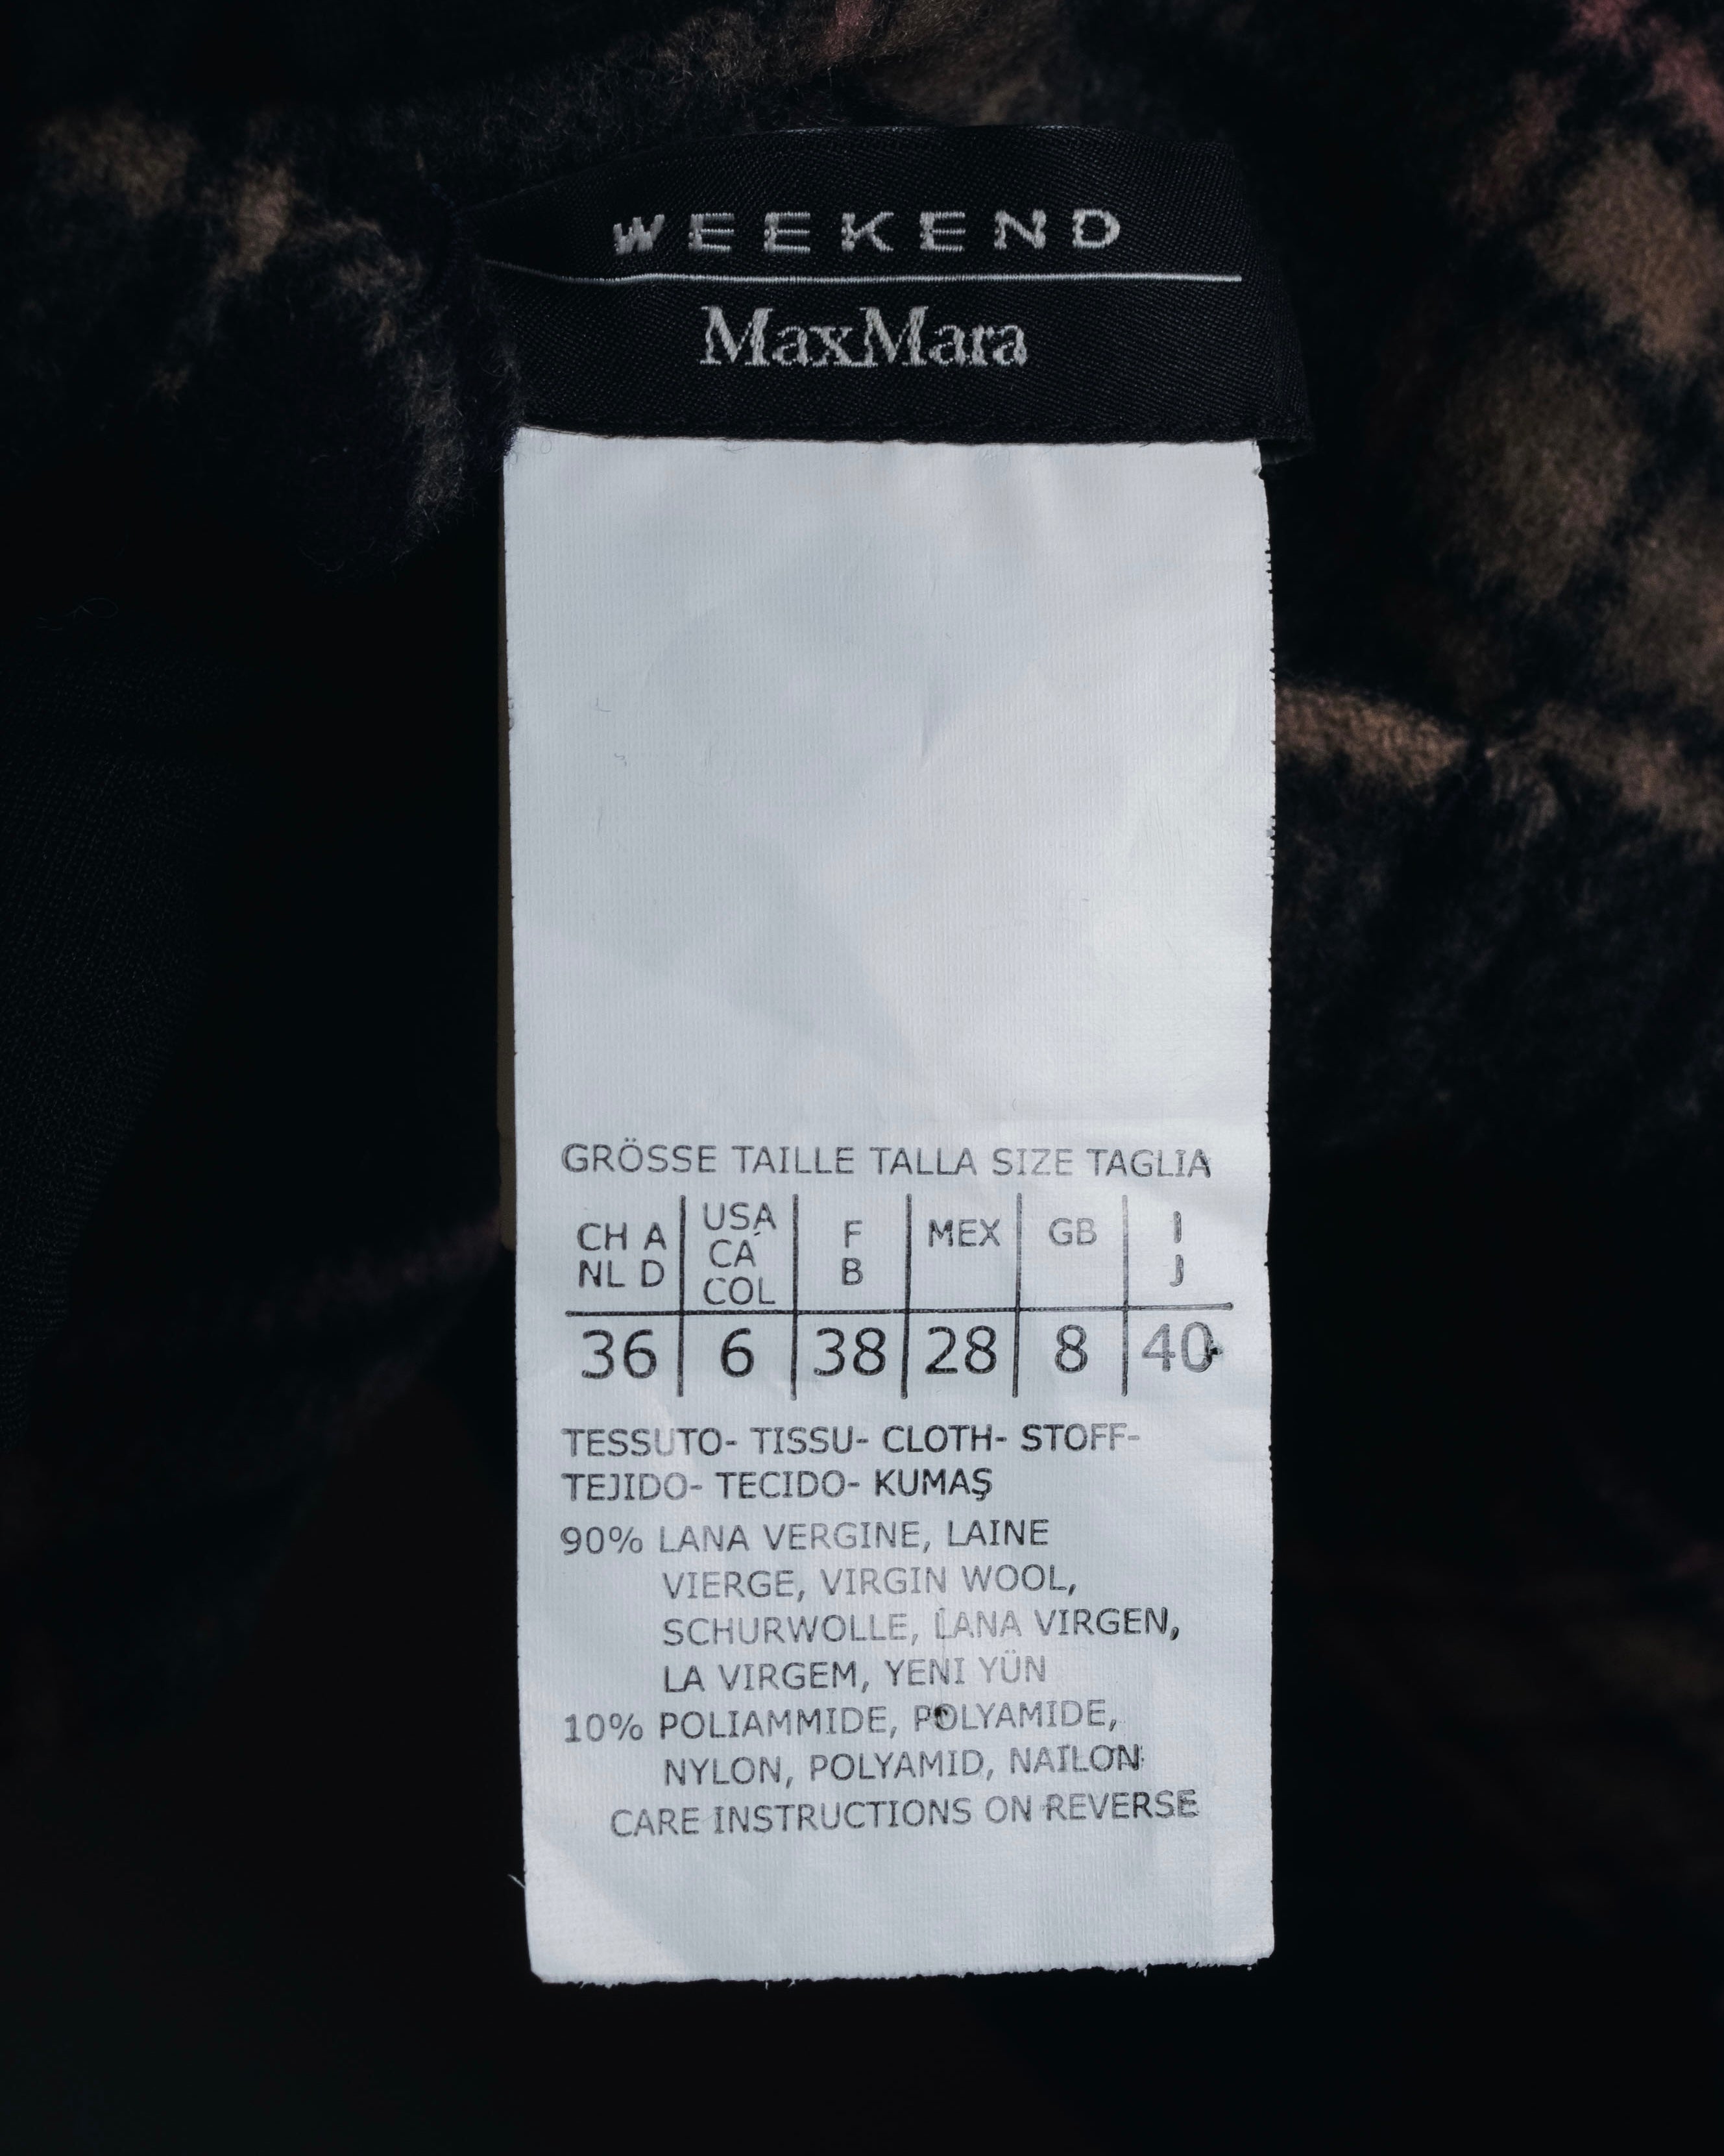 WEEKEND
MaxMara
GRÖSSE TAILLE TALLA SIZE TAGLIA
CH A NL D | USA CA COL | F B | MEX | GB | I J
36 | 6 | 38 | 28 | 8 | 40
TESSUTO- TISSU- CLOTH- STOFF-
TEJIDO- TECIDO- KUMAŞ
90% LANA VERGINE, LAINE
VIERGE, VIRGIN WOOL,
SCHURWOLLE, LANA VIRGEN,
LA VIRGEM, YENI YÜN
10% POLIAMMIDE, POLYAMIDE,
NYLON, POLYAMID, NAILON
CARE INSTRUCTIONS ON REVERSE